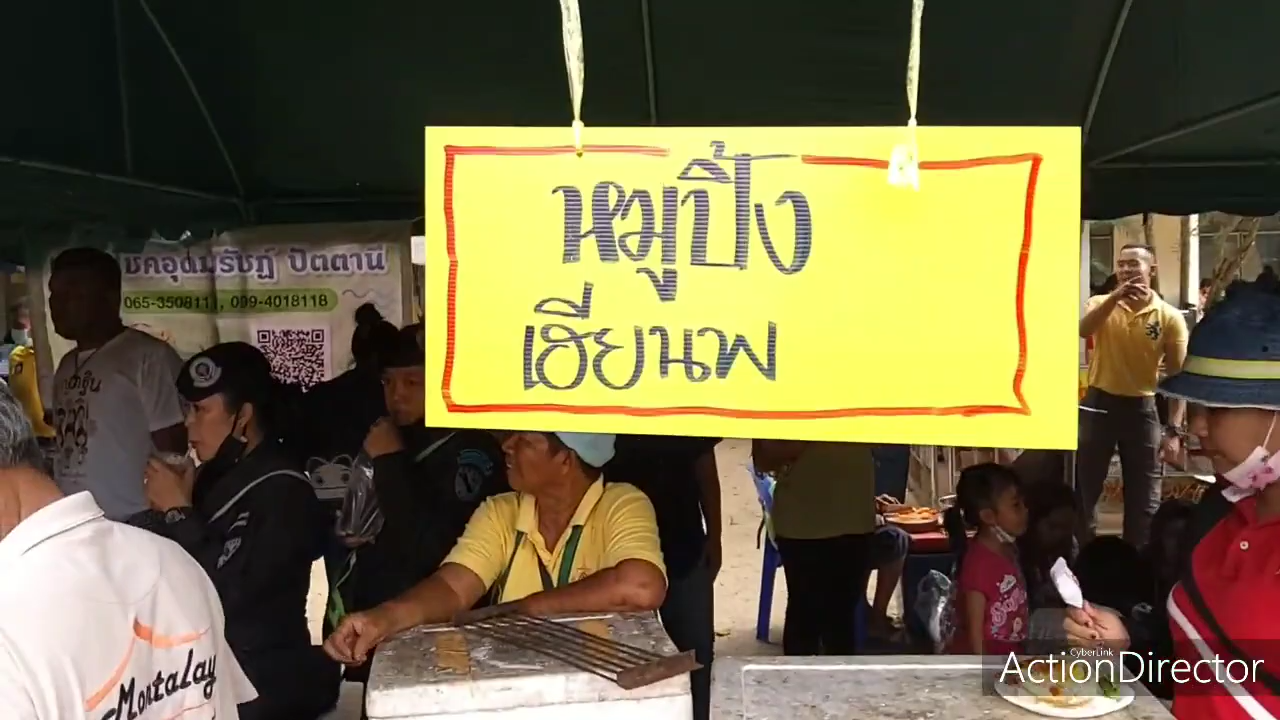 หมูปิ้ง
เฮียนพ
ชคอุดมรัชฎ์ ปัตตานี
065-3508111, 099-4018118
Montalay
CyberLink
ActionDirector